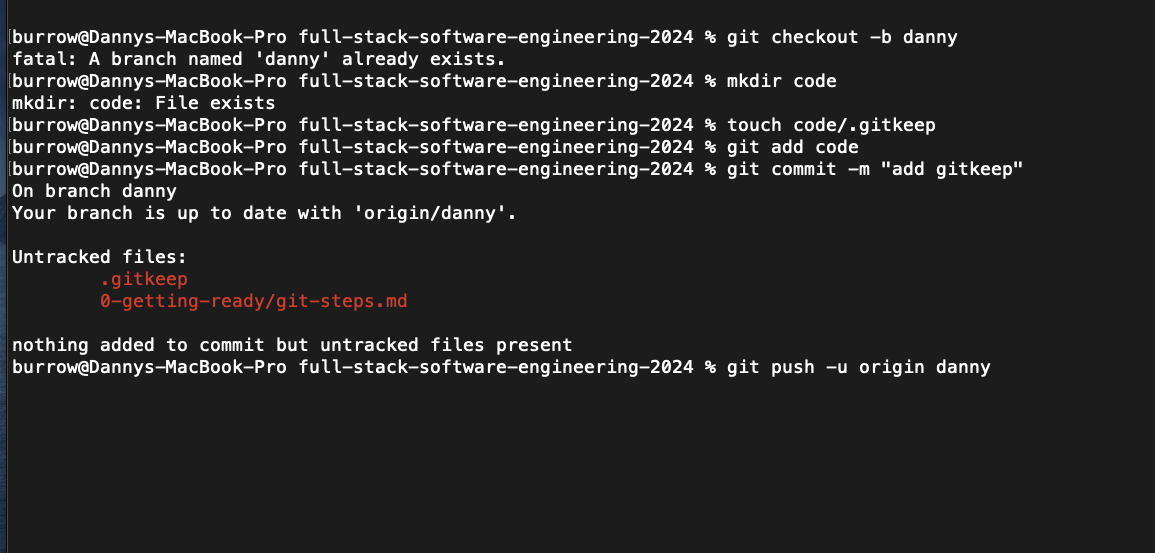 burrow@Dannys-MacBook-Pro full-stack-software-engineering-2024 % git checkout -b danny
fatal: A branch named 'danny' already exists.
burrow@Dannys-MacBook-Pro full-stack-software-engineering-2024 % mkdir code
mkdir: code: File exists
burrow@Dannys-MacBook-Pro full-stack-software-engineering-2024 % touch code/.gitkeep
burrow@Dannys-MacBook-Pro full-stack-software-engineering-2024 % git add code
burrow@Dannys-MacBook-Pro full-stack-software-engineering-2024 % git commit -m "add gitkeep"
On branch danny
Your branch is up to date with 'origin/danny'.
Untracked files:
.gitkeep
0-getting-ready/git-steps.md
nothing added to commit but untracked files present
burrow@Dannys-MacBook-Pro full-stack-software-engineering-2024 % git push -u origin danny